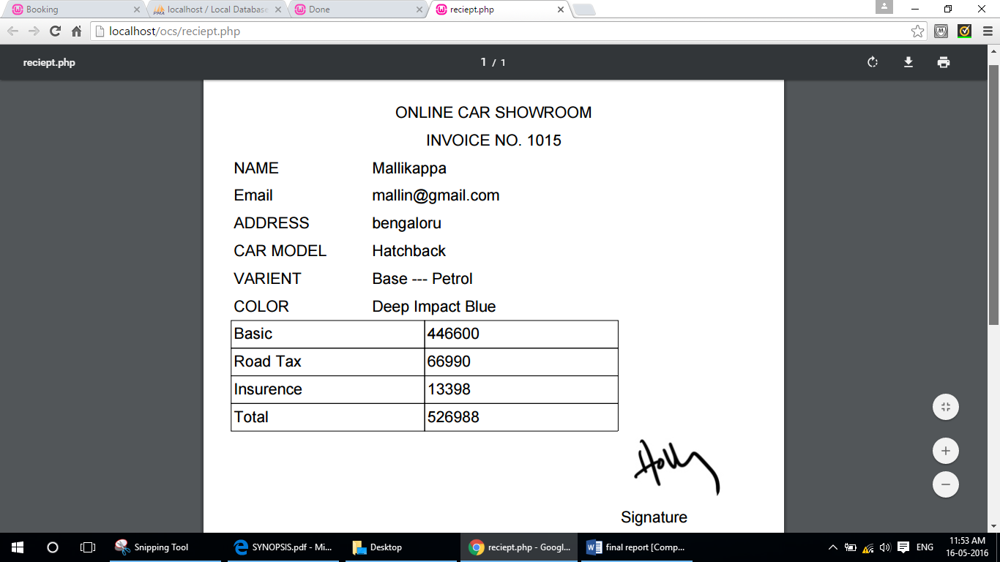 Booking
localhost / Local Database
Done
reciept.php
localhost/ocs/reciept.php
reciept.php
1 / 1
ONLINE CAR SHOWROOM
INVOICE NO. 1015
NAME Mallikappa
Email mallin@gmail.com
ADDRESS bengaloru
CAR MODEL Hatchback
VARIENT Base --- Petrol
COLOR Deep Impact Blue
Basic 446600
Road Tax 66990
Insurence 13398
Total 526988
Holly
Signature
Snipping Tool
SYNOPSIS.pdf - Mi...
Desktop
reciept.php - Googl...
final report [Comp...
ENG
11:53 AM
16-05-2016